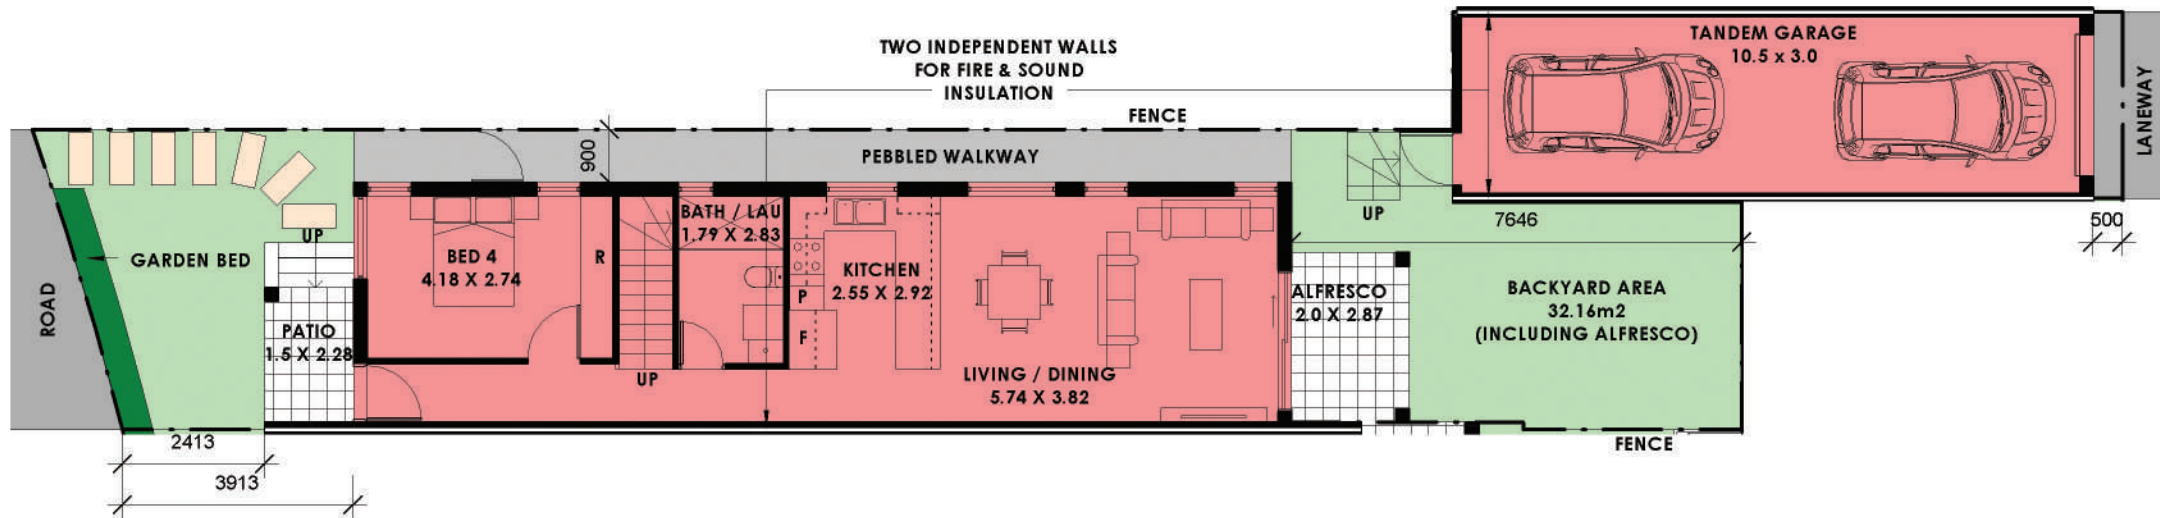 TWO INDEPENDENT WALLS
FOR FIRE & SOUND
INSULATION
TANDEM GARAGE
10.5 x 3.0
LANEWAY
FENCE
900
PEBBLED WALKWAY
ROAD
GARDEN BED
UP
PATIO
1.5 X 2.28
BED 4
4.18 X 2.74
R
UP
BATH / LAU
1.79 X 2.83
KITCHEN
2.55 X 2.92
P
F
LIVING / DINING
5.74 X 3.82
ALFRESCO
2.0 X 2.87
UP
7646
500
BACKYARD AREA
32.16m2
(INCLUDING ALFRESCO)
FENCE
2413
3913